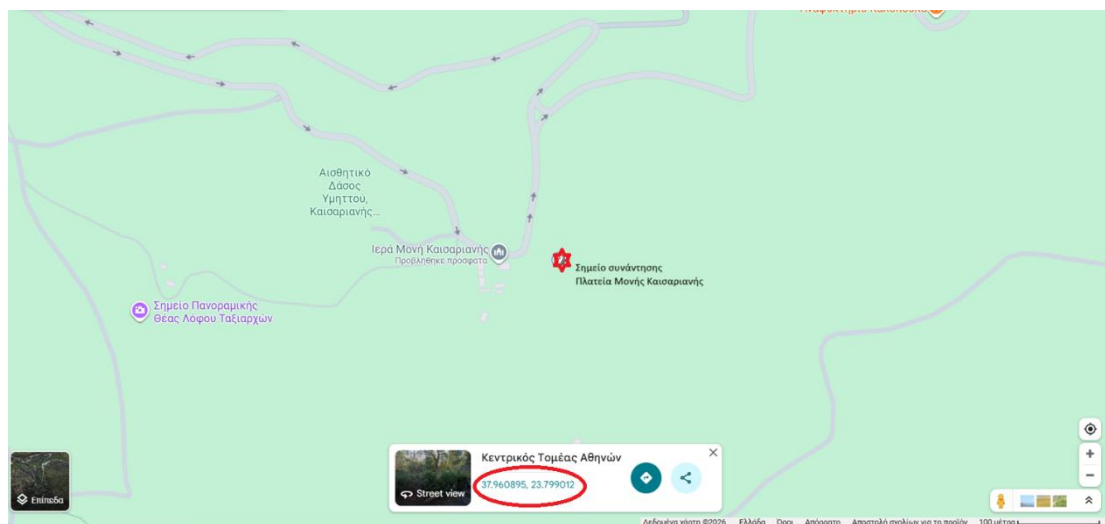 Αναψυκτήριο Καλοπούλα
Αισθητικό
Δάσος
Υμηττού,
Καισαριανής...
Ιερά Μονή Καισαριανής
Προβλήθηκε πρόσφατα
Σημείο συνάντησης
Πλατεία Μονής Καισαριανής
Σημείο Πανοραμικής
Θέας Λόφου Ταξιαρχών
Κεντρικός Τομέας Αθηνών
37.960895, 23.799012
Street view
Επίπεδα
Δεδομένα χάρτη ©2026 Ελλάδα Όροι Απόρρητο Αποστολή σχολίων για το προϊόν 100 μέτρα